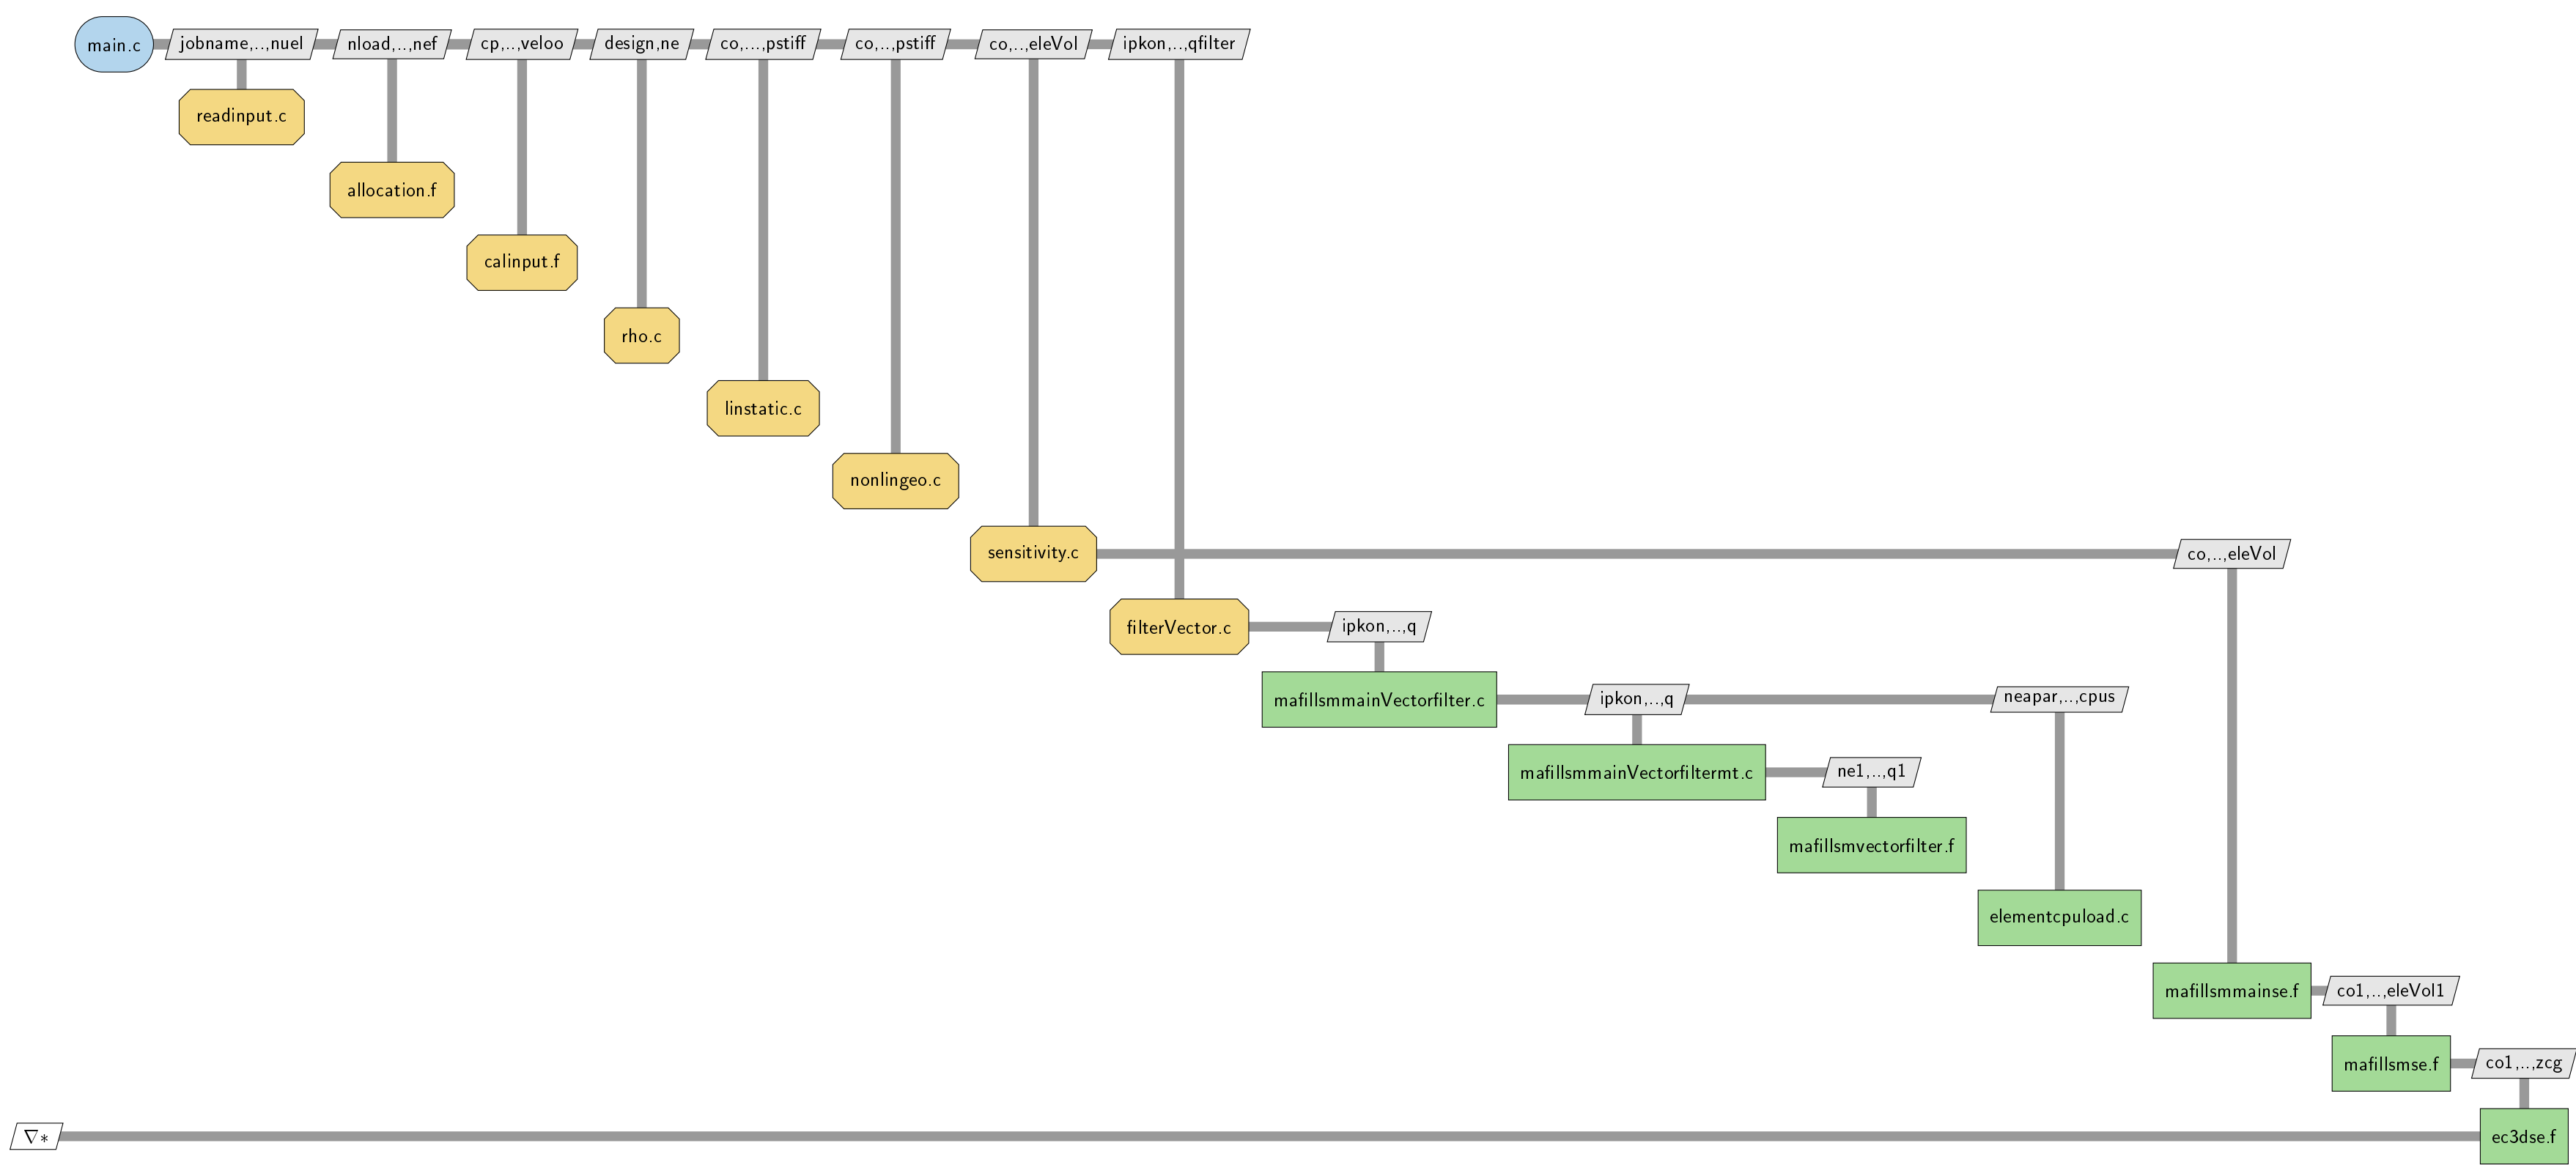 main.c
jobname,..,nuel
nload,..,nef
cp,..,veloo
design,ne
co,...,pstiff
co,..,pstiff
co,..,eleVol
ipkon,..,qfilter
readinput.c
allocation.f
calinput.f
rho.c
linstatic.c
nonlingeo.c
sensitivity.c
co,..,eleVol
filterVector.c
ipkon,..,q
mafillsmmainVectorfilter.c
ipkon,..,q
neapar,..,cpus
mafillsmmainVectorfiltermt.c
ne1,..,q1
mafillsmvectorfilter.f
elementcpuload.c
mafillsmmainse.f
co1,..,eleVol1
mafillsmse.f
co1,..,zcg
∇*
ec3dse.f